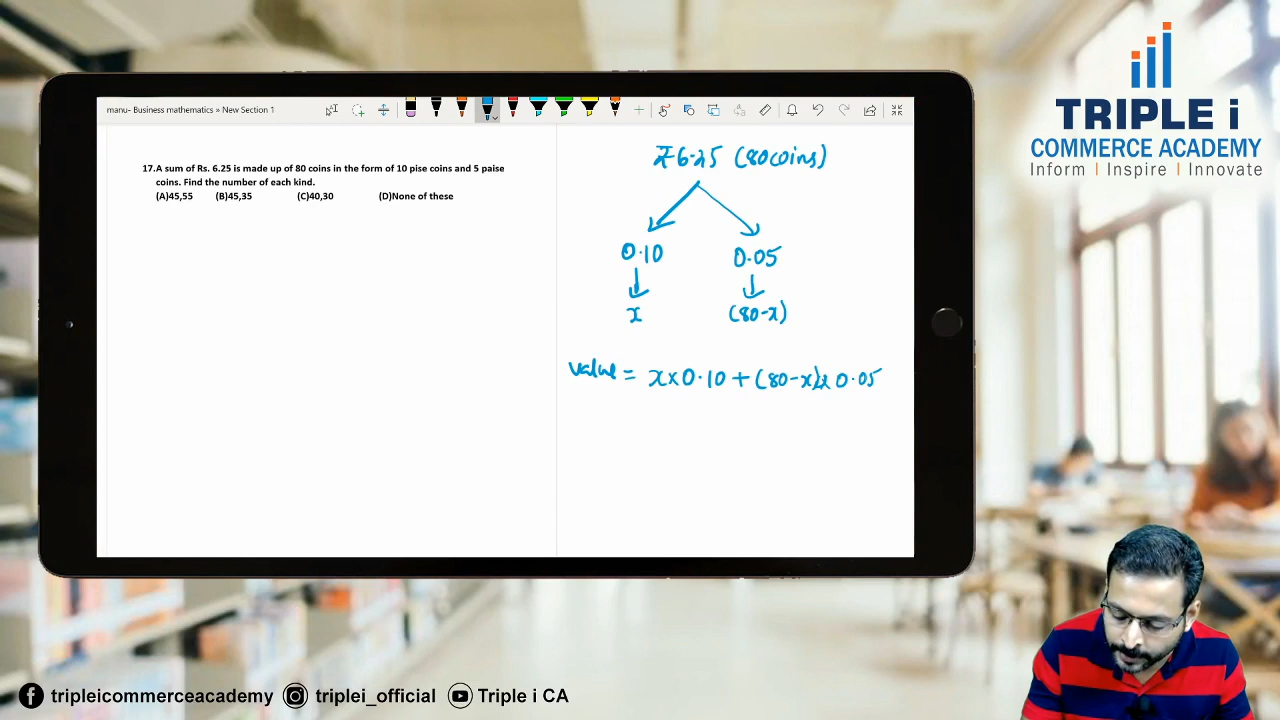 TRIPLE i
COMMERCE ACADEMY
Inform | Inspire | Innovate
manu- Business mathematics » New Section 1
17.A sum of Rs. 6.25 is made up of 80 coins in the form of 10 pise coins and 5 paise
coins. Find the number of each kind.
(A)45,55 (B)45,35 (C)40,30 (D)None of these
₹6.25 (80coins)
0.10 0.05
x (80-x)
value = x×0.10 + (80-x)× 0.05
tripleicommerceacademy triplei_official Triple i CA